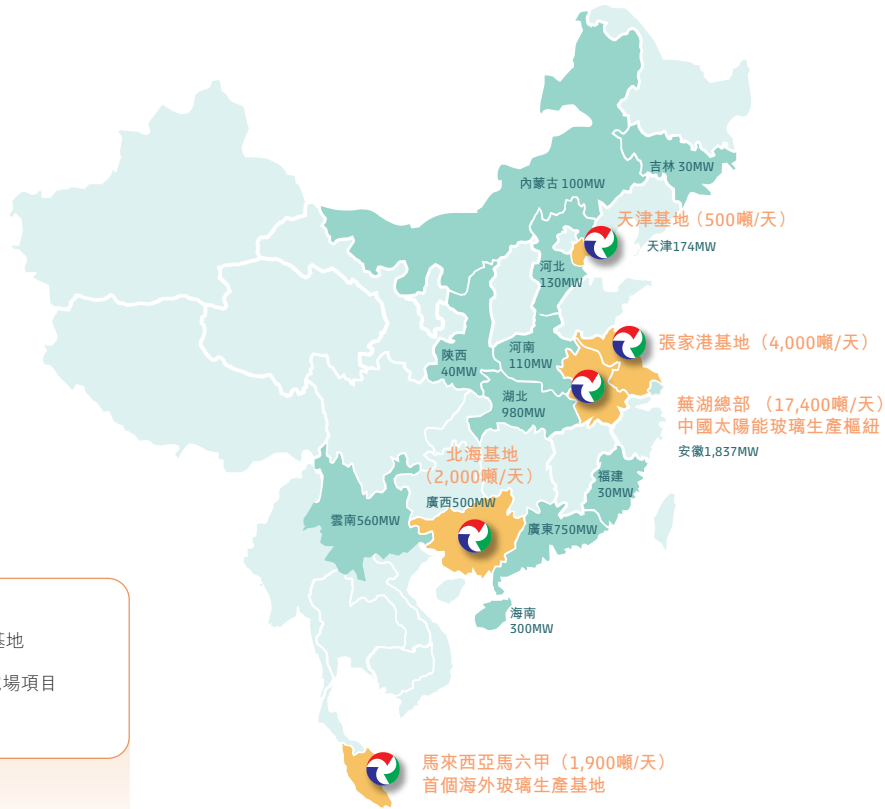 吉林 30MW
內蒙古 100MW
天津基地（500噸/天）
天津174MW
河北
130MW
張家港基地（4,000噸/天）
河南
110MW
陝西
40MW
湖北
980MW
蕪湖總部 （17,400噸/天）
中國太陽能玻璃生產樞紐
安徽1,837MW
北海基地
（2,000噸/天）
廣西500MW
福建
30MW
雲南560MW
廣東750MW
海南
300MW
基地
場項目
馬來西亞馬六甲（1,900噸/天）
首個海外玻璃生產基地